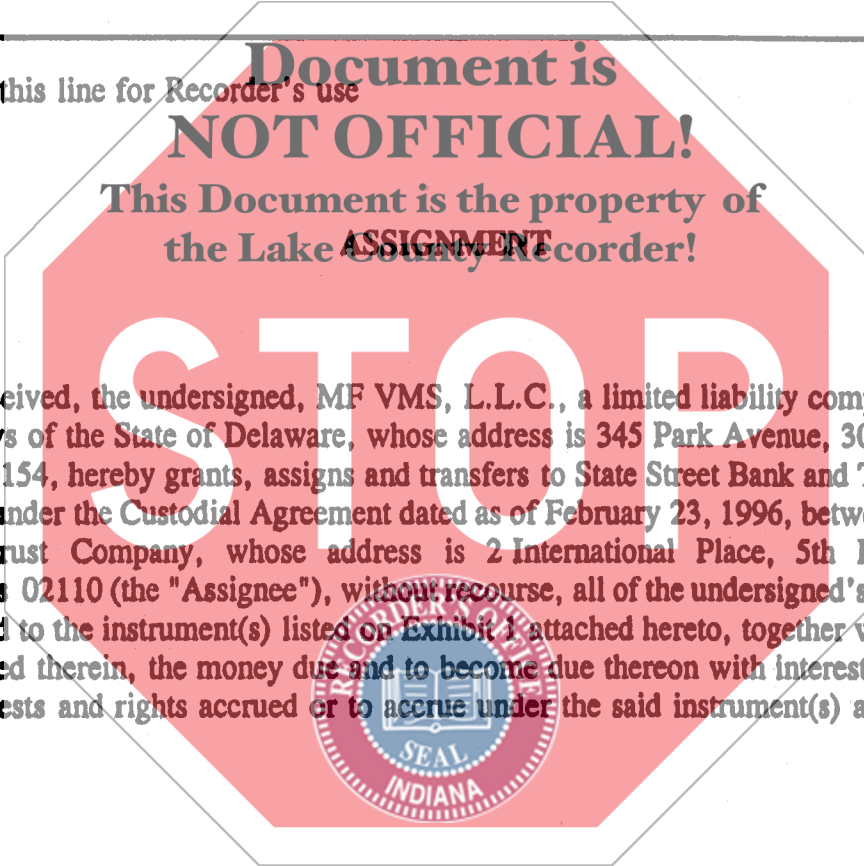 Document is
this line for Recorder's use
NOT OFFICIAL!
This Document is the property of
the Lake County Recorder!
ASSIGNMENT
STOP
eived, the undersigned, MF VMS, L.L.C., a limited liability com
s of the State of Delaware, whose address is 345 Park Avenue, 30
154, hereby grants, assigns and transfers to State Street Bank and
nder the Custodial Agreement dated as of February 23, 1996, betw
rust Company, whose address is 2 International Place, 5th
s 02110 (the "Assignee"), without recourse, all of the undersigned's
d to the instrument(s) listed on Exhibit 1 attached hereto, together
ed therein, the money due and to become due thereon with interest
ests and rights accrued or to accrue under the said instrument(s) a
RECODER'S OFFIE
SEAL
INDIANA